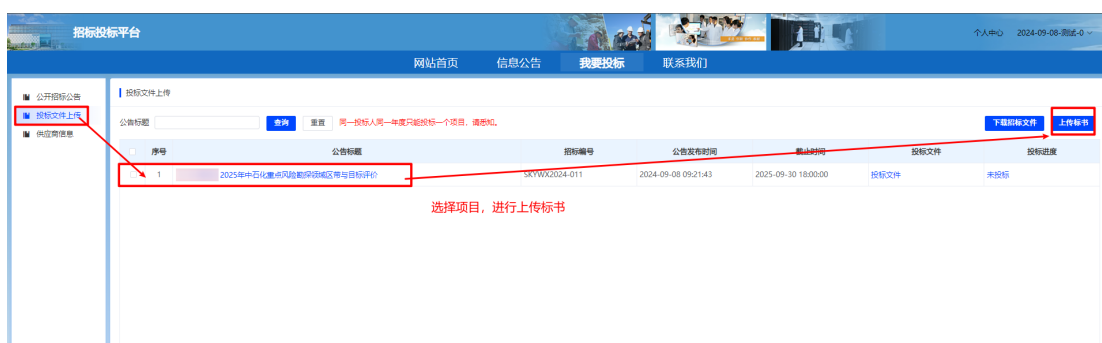 招标投标平台
个人中心 2024-09-08-测试-0
网站首页 信息公告 我要投标 联系我们
公开招标公告
投标文件上传
供应商信息
投标文件上传
公告标题 查询 重置 同一投标人同一年度只能投标一个项目，请悉知。 下载招标文件 上传标书
序号 公告标题 招标编号 公告发布时间 截止时间 投标文件 投标进度
1 2025年中石化重点风险勘探领域区带与目标评价 SKYWX2024-011 2024-09-08 09:21:43 2025-09-30 18:00:00 投标文件 未投标
选择项目，进行上传标书